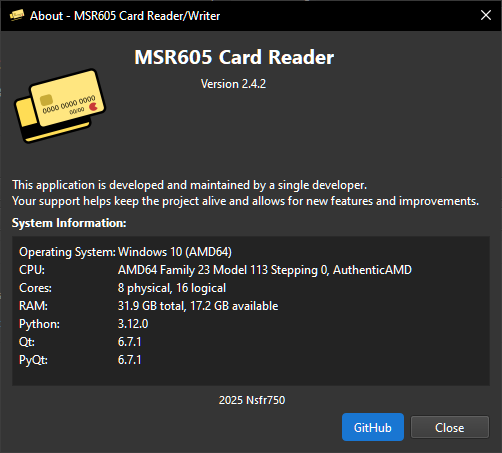 About - MSR605 Card Reader/Writer
MSR605 Card Reader
Version 2.4.2
0000 0000 0000
00/00
This application is developed and maintained by a single developer.
Your support helps keep the project alive and allows for new features and improvements.
System Information:
Operating System: Windows 10 (AMD64)
CPU: AMD64 Family 23 Model 113 Stepping 0, AuthenticAMD
Cores: 8 physical, 16 logical
RAM: 31.9 GB total, 17.2 GB available
Python: 3.12.0
Qt: 6.7.1
PyQt: 6.7.1
2025 Nsfr750
GitHub
Close